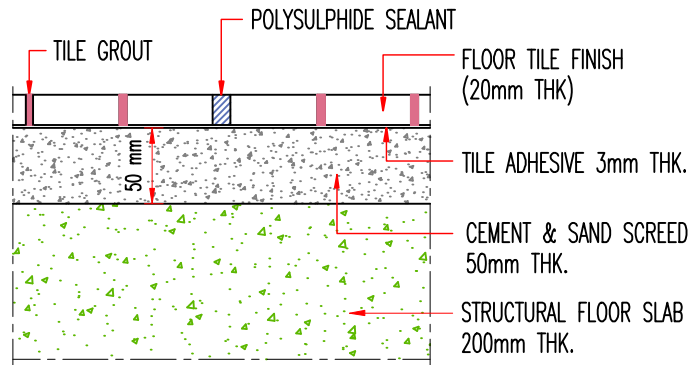 POLYSULPHIDE SEALANT
TILE GROUT
FLOOR TILE FINISH
(20mm THK)
50 mm
TILE ADHESIVE 3mm THK.
CEMENT & SAND SCREED
50mm THK.
STRUCTURAL FLOOR SLAB
200mm THK.